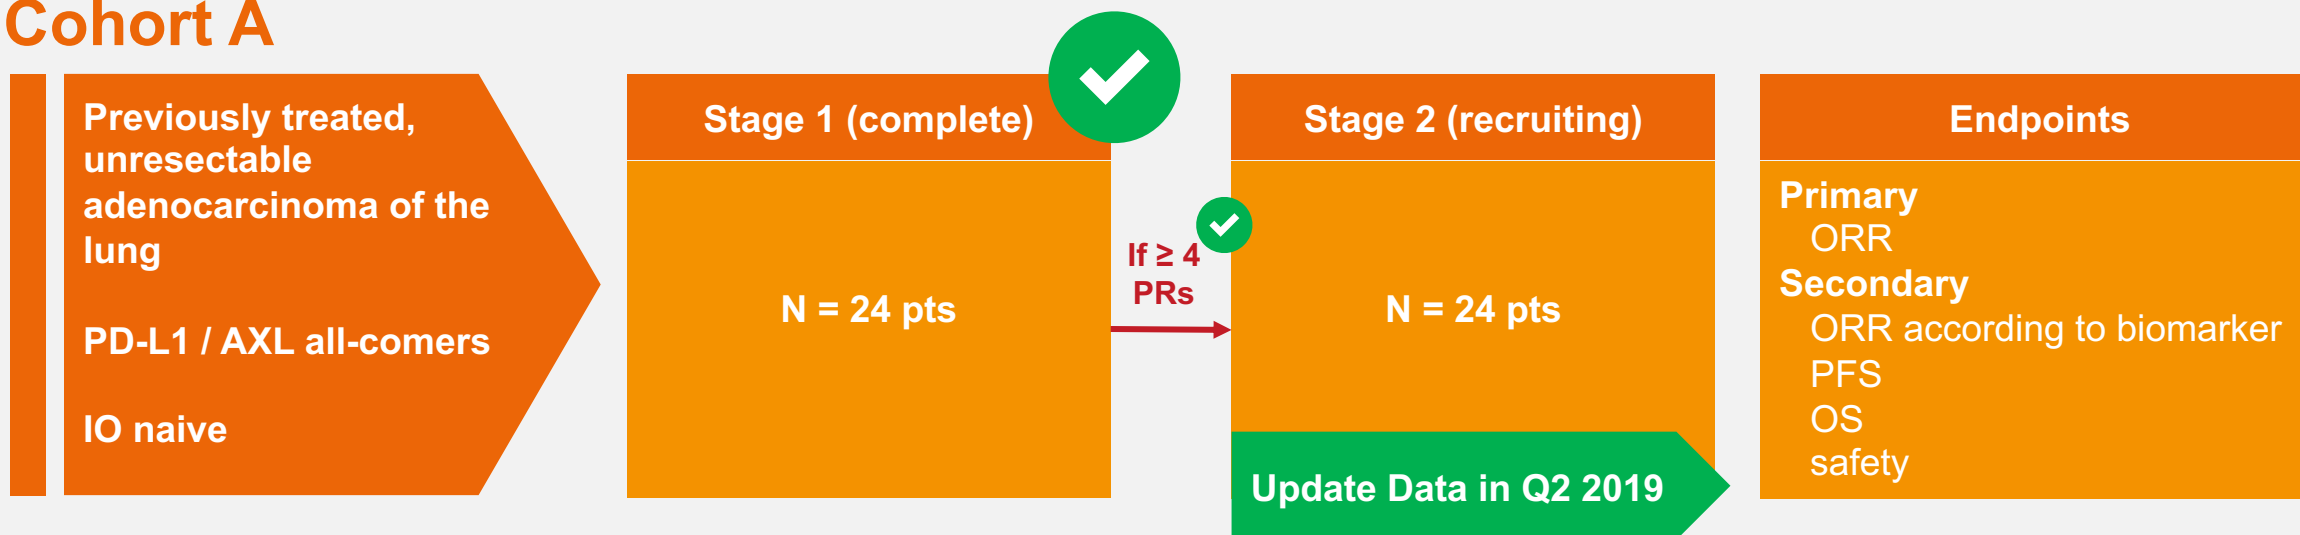 Cohort A
Previously treated,
unresectable
adenocarcinoma of the
lung
PD-L1 / AXL all-comers
IO naive
Stage 1 (complete)
N = 24 pts
If ≥ 4
PRs
Stage 2 (recruiting)
N = 24 pts
Update Data in Q2 2019
Endpoints
Primary
ORR
Secondary
ORR according to biomarker
PFS
OS
safety